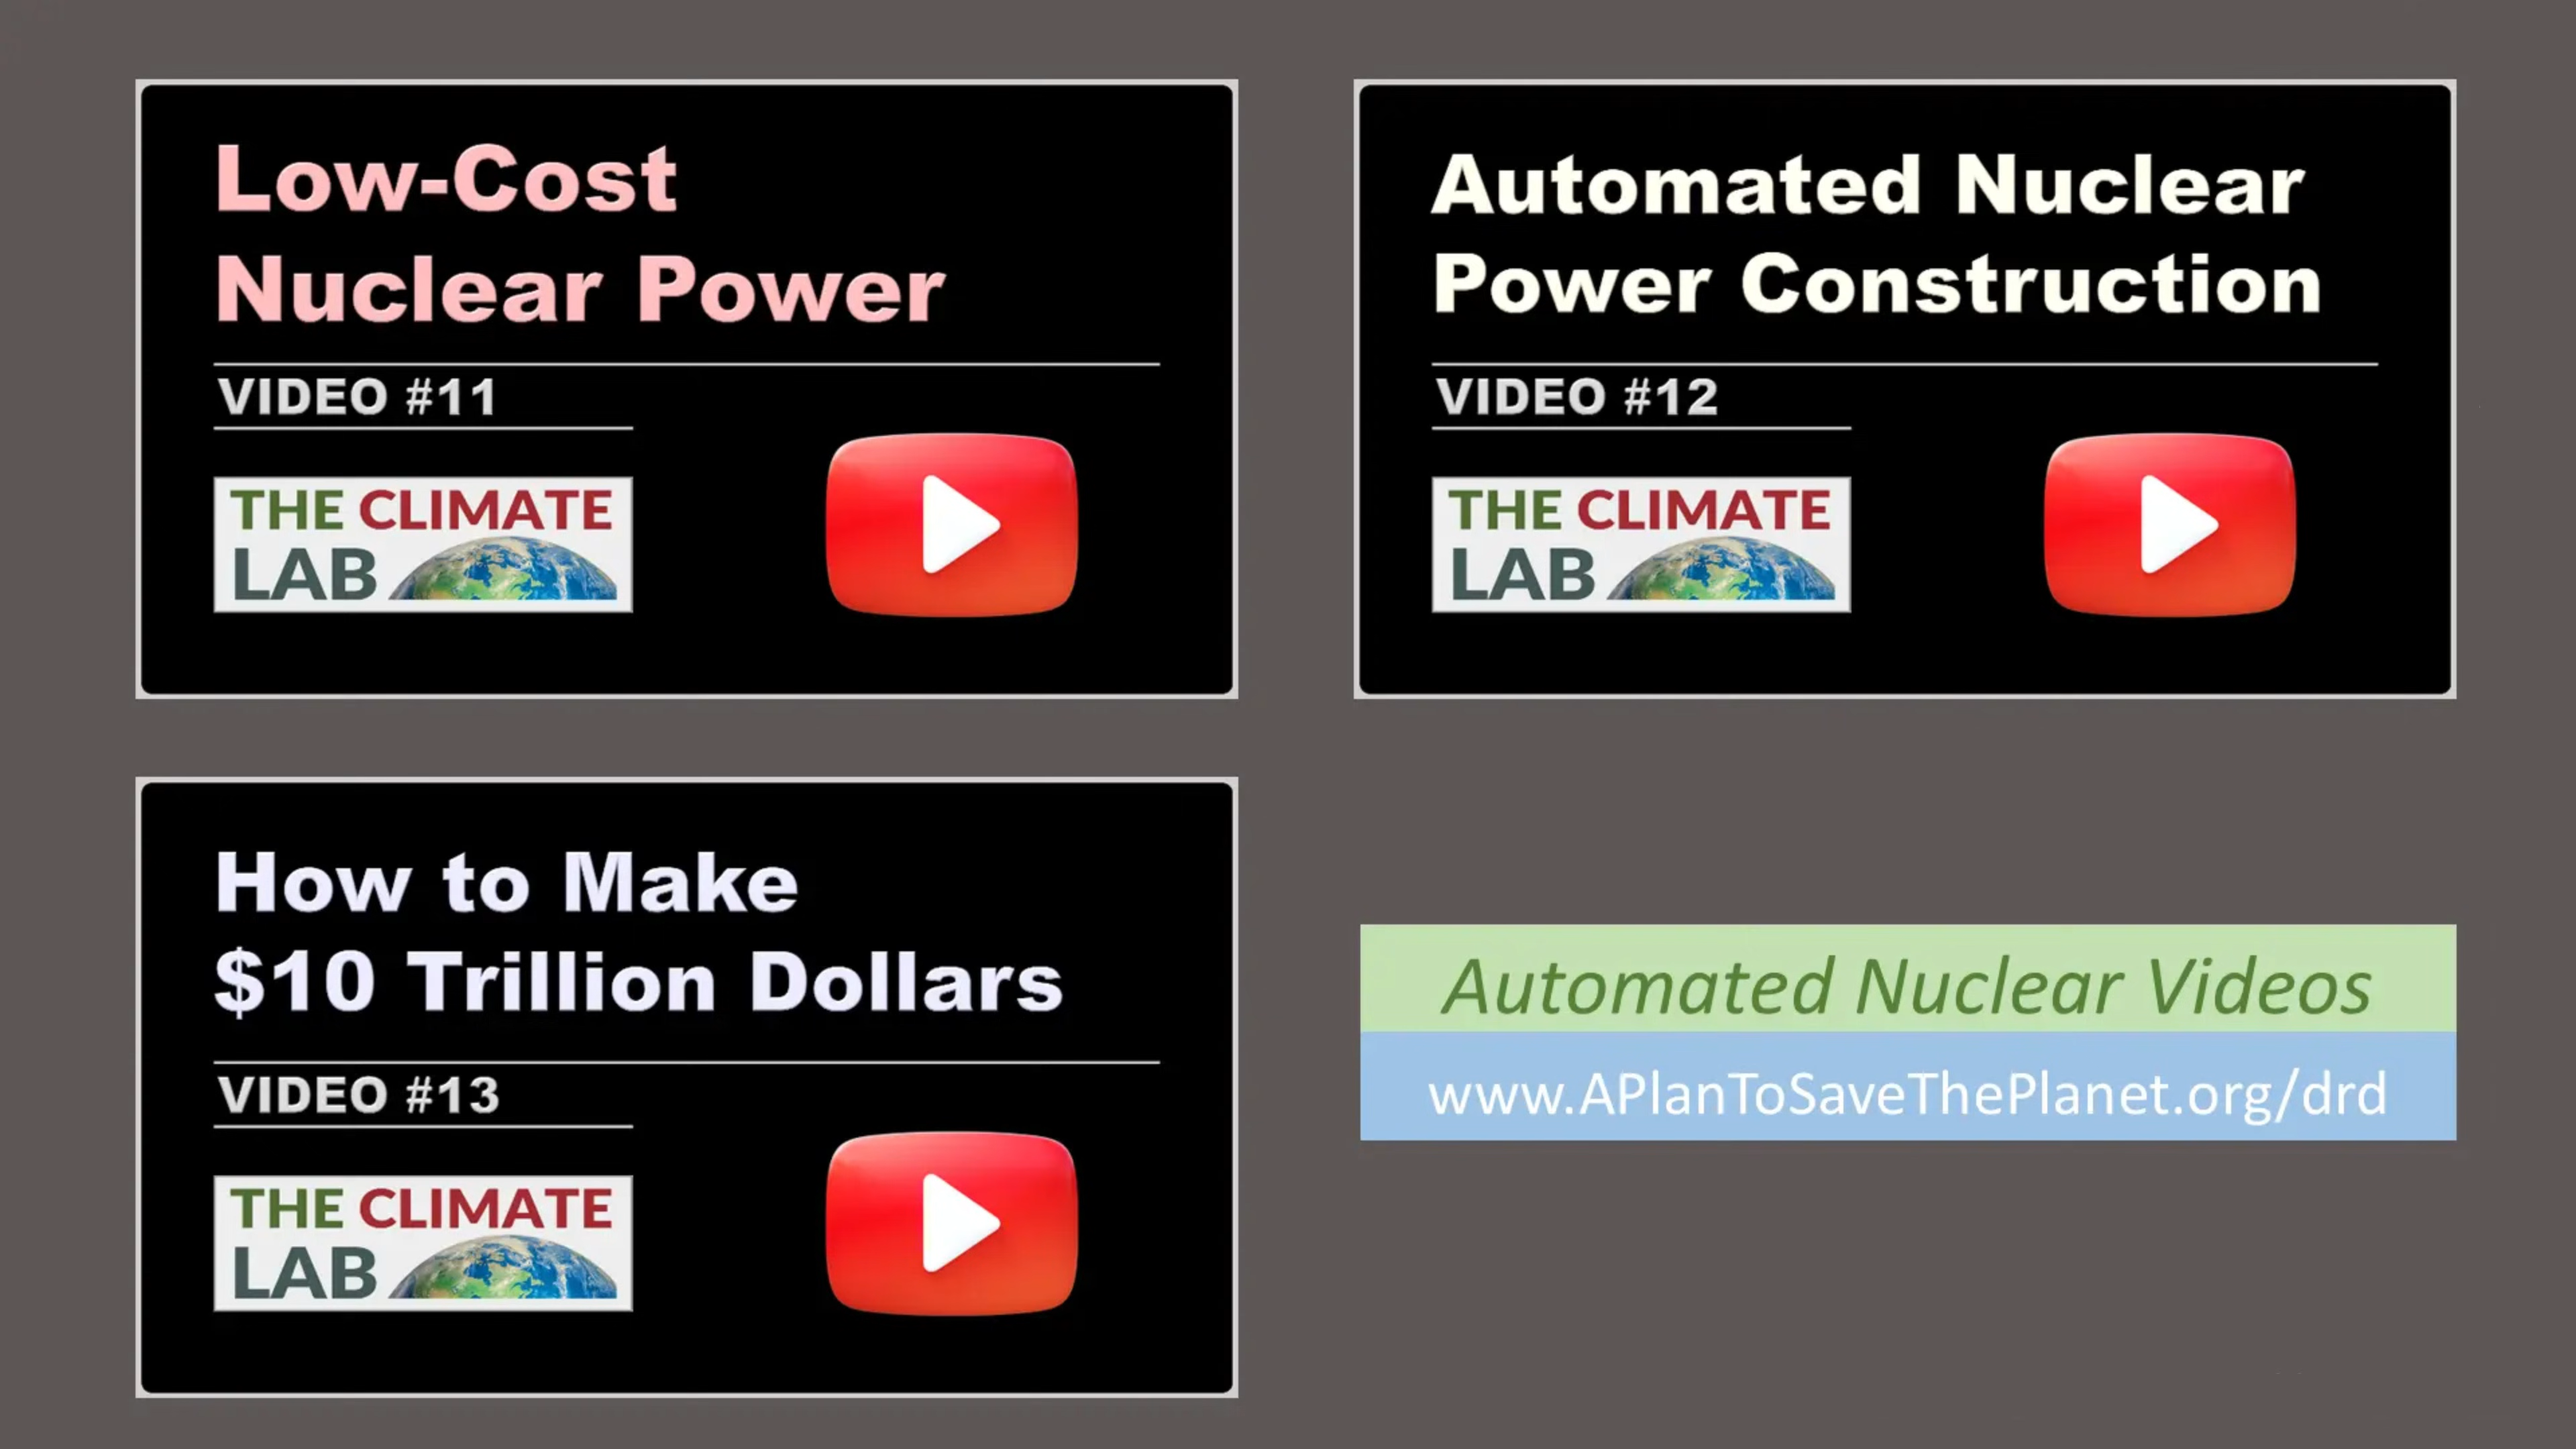 Low-Cost
Nuclear Power
VIDEO #11
THE CLIMATE
LAB
Automated Nuclear
Power Construction
VIDEO #12
THE CLIMATE
LAB
How to Make
$10 Trillion Dollars
VIDEO #13
THE CLIMATE
LAB
Automated Nuclear Videos
www.APlanToSaveThePlanet.org/drd